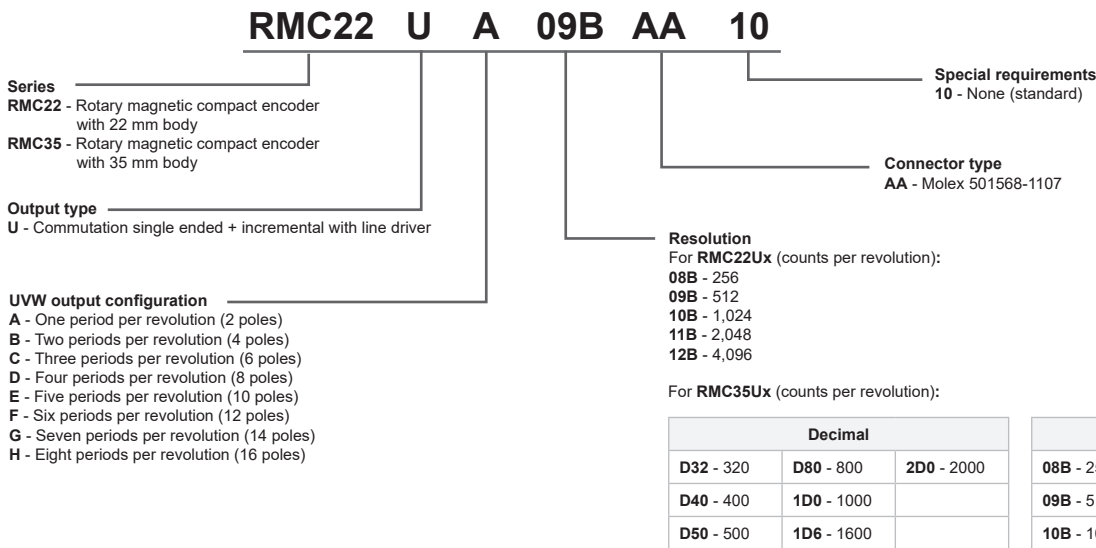 RMC22 U A 09B AA 10
Series
RMC22 - Rotary magnetic compact encoder
with 22 mm body
RMC35 - Rotary magnetic compact encoder
with 35 mm body
Output type
U - Commutation single ended + incremental with line driver
UVW output configuration
A - One period per revolution (2 poles)
B - Two periods per revolution (4 poles)
C - Three periods per revolution (6 poles)
D - Four periods per revolution (8 poles)
E - Five periods per revolution (10 poles)
F - Six periods per revolution (12 poles)
G - Seven periods per revolution (14 poles)
H - Eight periods per revolution (16 poles)
Special requirements
10 - None (standard)
Connector type
AA - Molex 501568-1107
Resolution
For RMC22Ux (counts per revolution):
08B - 256
09B - 512
10B - 1,024
11B - 2,048
12B - 4,096
For RMC35Ux (counts per revolution):
Decimal
D32 - 320 D80 - 800 2D0 - 2000 08B -
D40 - 400 1D0 - 1000 09B - 5
D50 - 500 1D6 - 1600 10B - 1